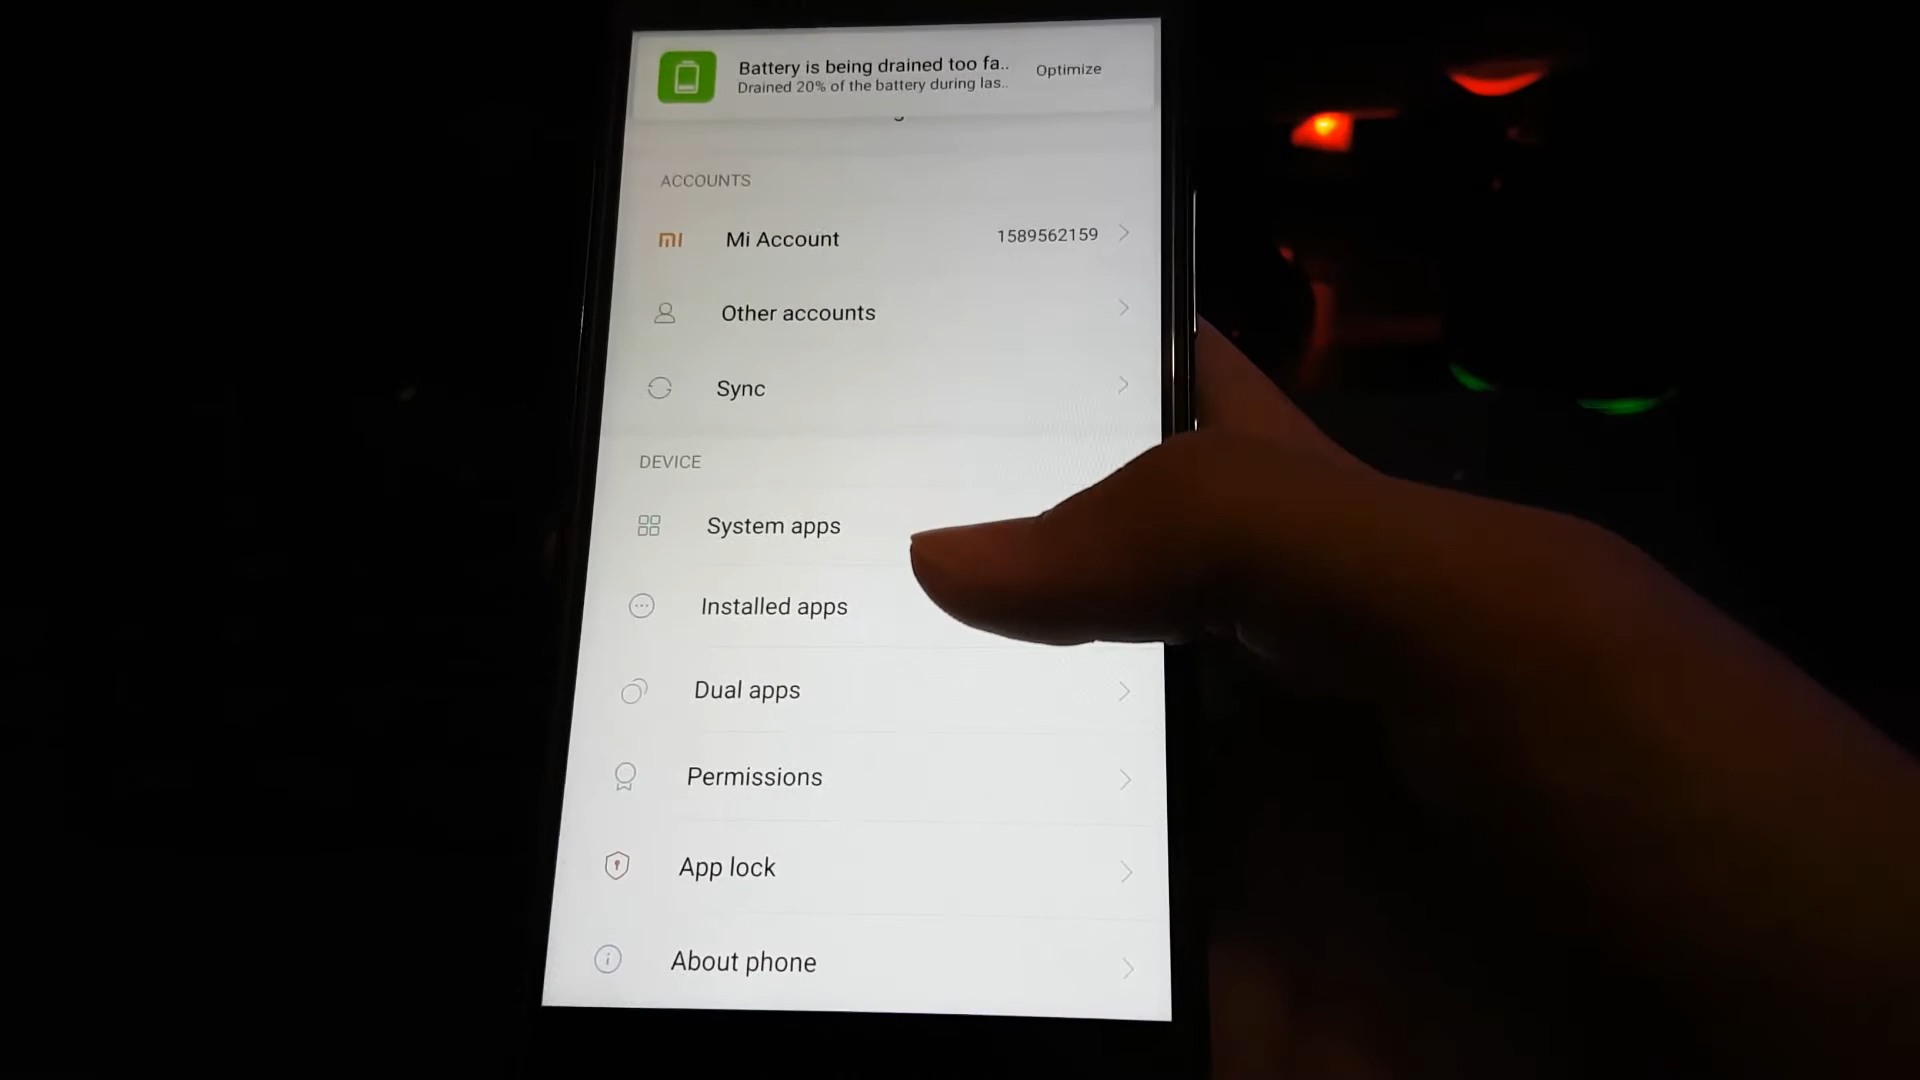 Battery is being drained too fa..
Drained 20% of the battery during las..
Optimize
ACCOUNTS
mi Mi Account 1589562159
Other accounts
Sync
DEVICE
System apps
Installed apps
Dual apps
Permissions
App lock
About phone